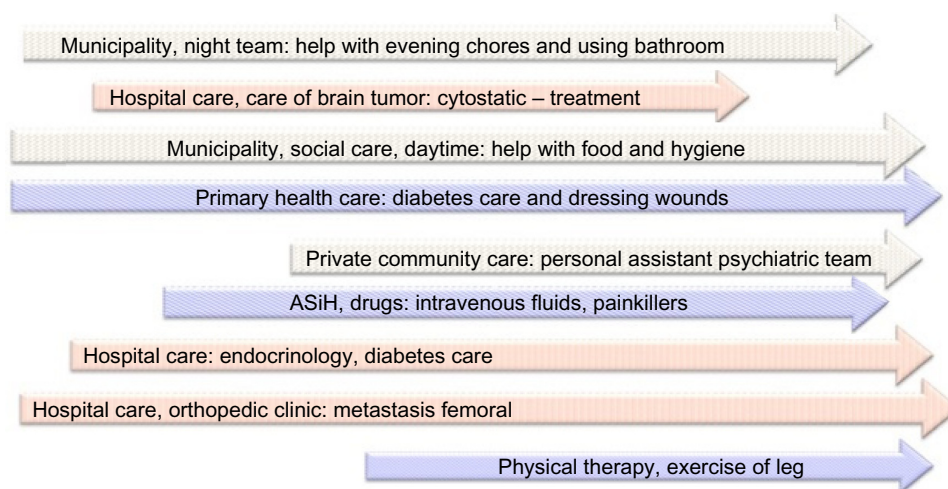 Municipality, night team: help with evening chores and using bathroom
Hospital care, care of brain tumor: cytostatic – treatment
Municipality, social care, daytime: help with food and hygiene
Primary health care: diabetes care and dressing wounds
Private community care: personal assistant psychiatric team
ASiH, drugs: intravenous fluids, painkillers
Hospital care: endocrinology, diabetes care
Hospital care, orthopedic clinic: metastasis femoral
Physical therapy, exercise of leg